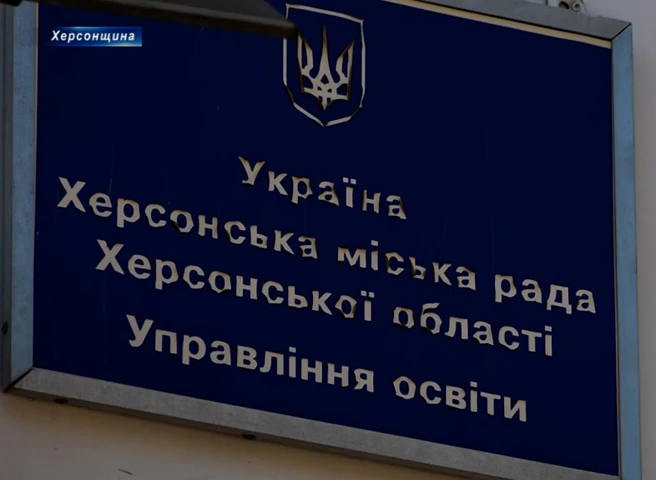 Херсонщина
Україна
Херсонська міська рада
Херсонської області
Управління освіти